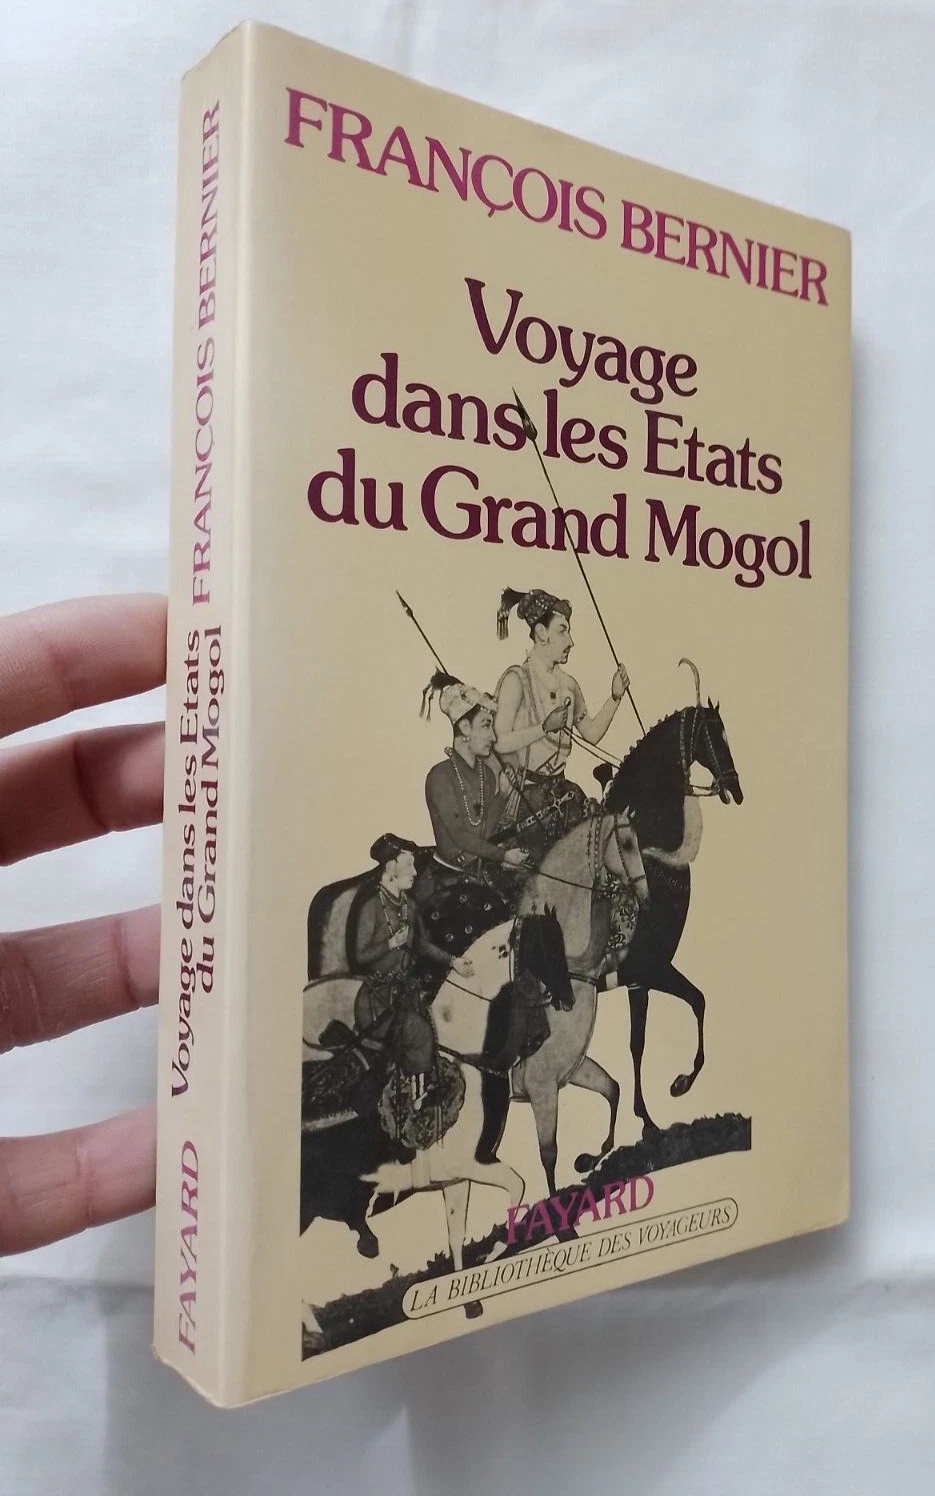 FRANÇOIS BERNIER
Voyage
dans les Etats
du Grand Mogol
FAYARD
LA BIBLIOTHÈQUE DES VOYAGEURS
FAYARD
Voyage dans les Etats
du Grand Mogol
FRANÇOIS BERNIER